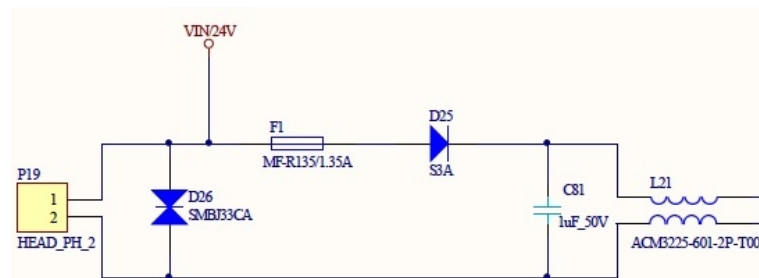 VIN/24V
F1
MF-R135/1.35A
D25
S3A
P19
1
2
HEAD_PH_2
D26
SMBJ33CA
C81
1uF_50V
L21
ACM3225-601-2P-T00